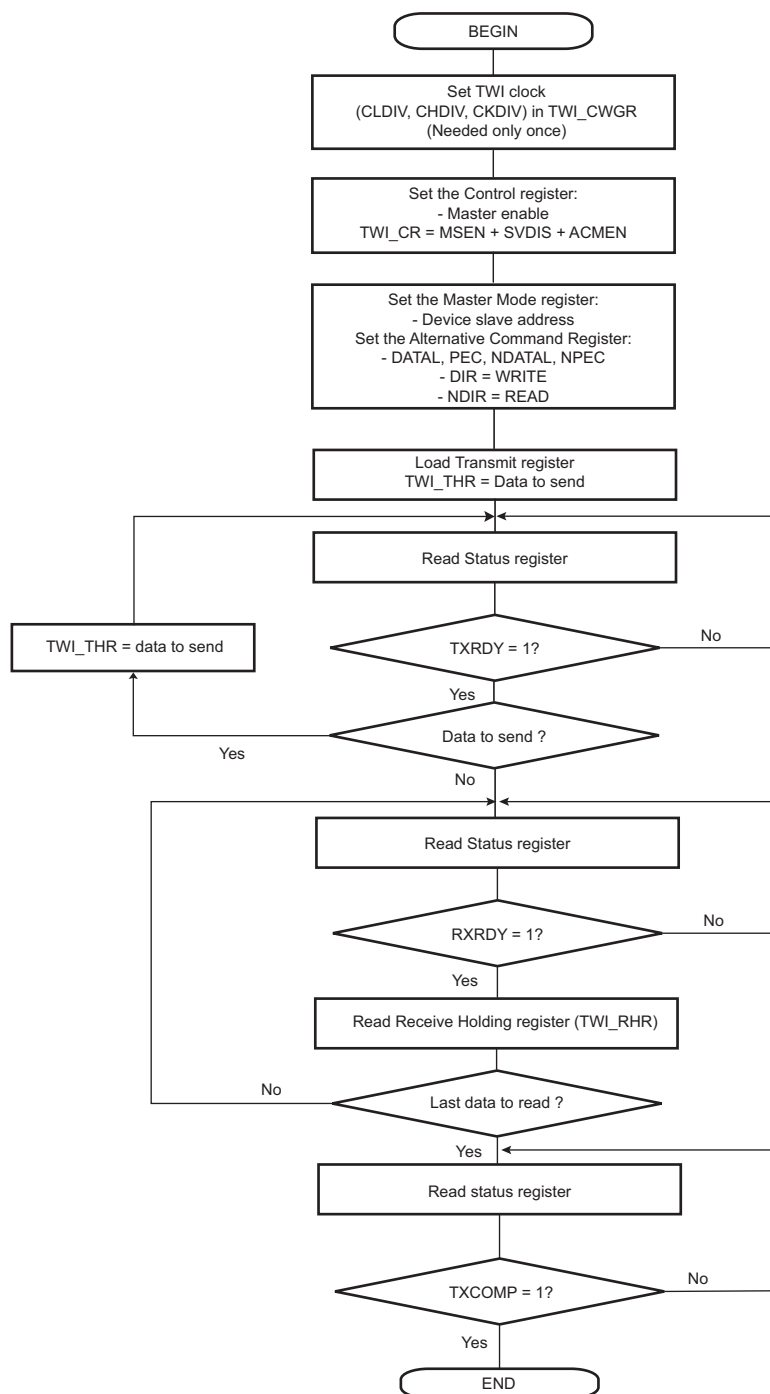 BEGIN
Set TWI clock
(CLDIV, CHDIV, CKDIV) in TWI_CWGR
(Needed only once)
Set the Control register:
- Master enable
TWI_CR = MSEN + SVDIS + ACMEN
Set the Master Mode register:
- Device slave address
Set the Alternative Command Register:
- DATAL, PEC, NDATAL, NPEC
- DIR = WRITE
- NDIR = READ
Load Transmit register
TWI_THR = Data to send
Read Status register
TWI_THR = data to send
TXRDY = 1?
No
Yes
Data to send ?
Yes
No
Read Status register
RXRDY = 1?
No
Yes
Read Receive Holding register (TWI_RHR)
No
Last data to read ?
Yes
Read status register
TXCOMP = 1?
No
Yes
END